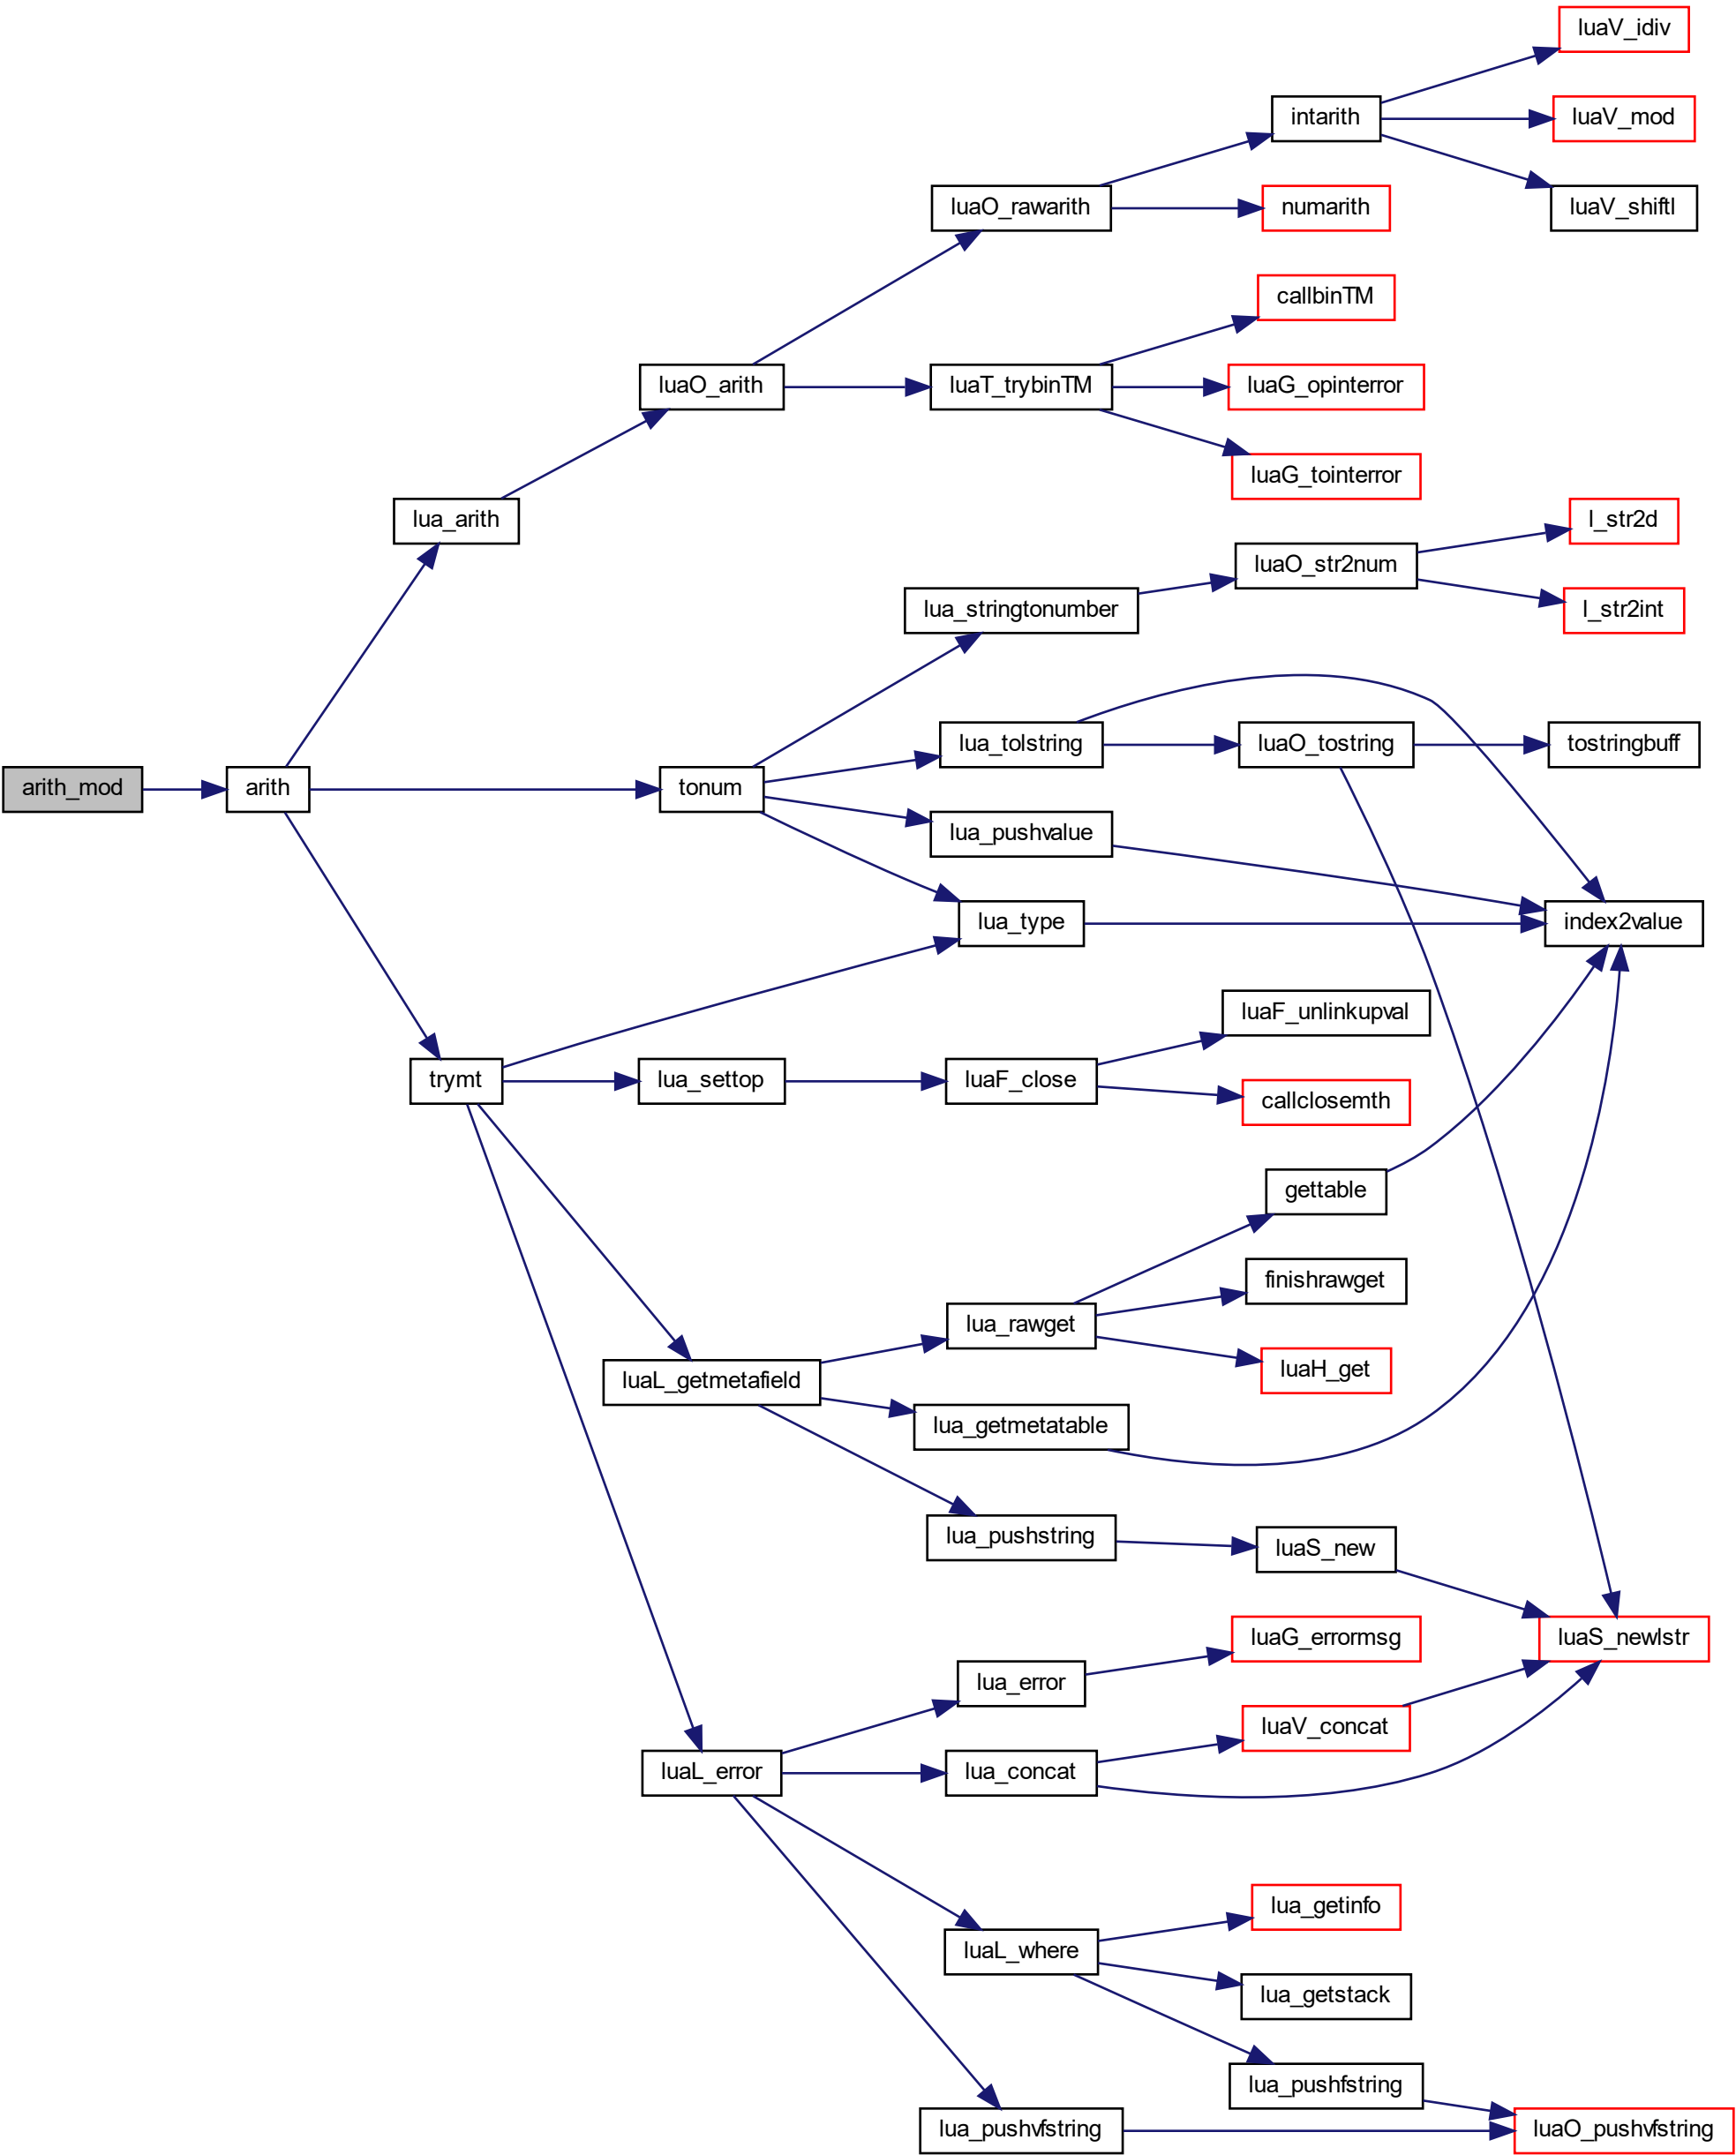 luaV_idiv
intarith
luaV_mod
luaO_rawarith
numarith
luaV_shiftl
callbinTM
luaO_arith
luaT_trybinTM
luaG_opinterror
luaG_tointerror
lua_arith
l_str2d
luaO_str2num
lua_stringtonumber
l_str2int
lua_tolstring
luaO_tostring
tostringbuff
arith_mod
arith
tonum
lua_pushvalue
lua_type
index2value
luaF_unlinkupval
trymt
lua_settop
luaF_close
callclosemth
gettable
finishrawget
lua_rawget
luaL_getmetafield
luaH_get
lua_getmetatable
lua_pushstring
luaS_new
luaG_errormsg
luaS_newlstr
lua_error
luaV_concat
luaL_error
lua_concat
lua_getinfo
luaL_where
lua_getstack
lua_pushfstring
lua_pushvfstring
luaO_pushvfstring